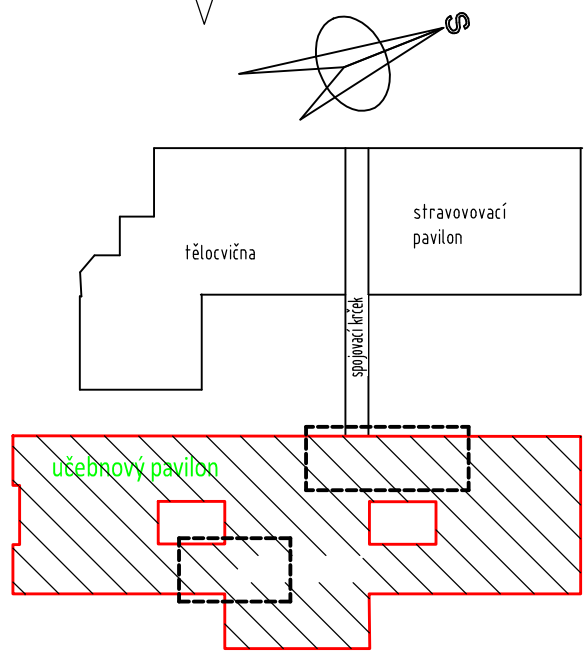 S
stravovovací
pavilon
tělocvična
spojovací krček
učebnový pavilon